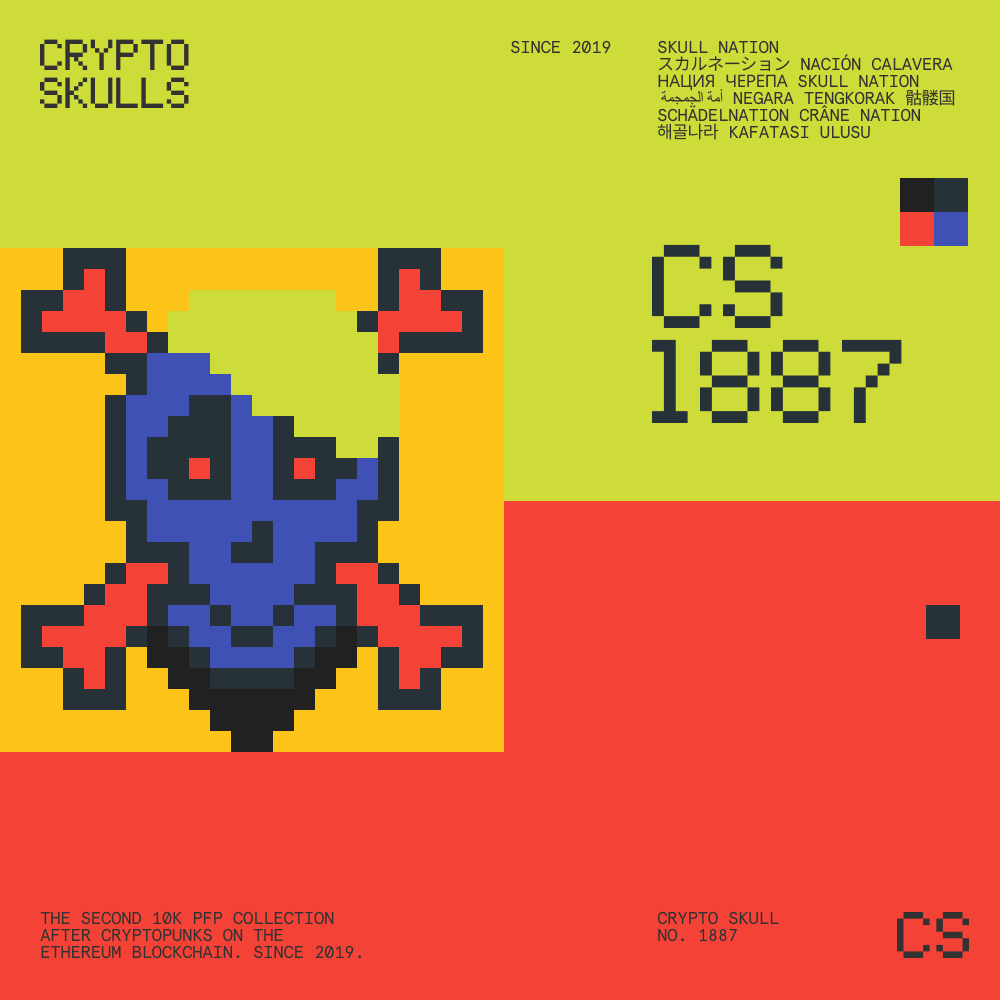 CRYPTO
SKULLS
SINCE 2019
SKULL NATION
スカルネーション NACIÓN CALAVERA
НАЦИЯ ЧЕРЕПА SKULL NATION
أمة الجمجمة NEGARA TENGKORAK 骷髅国
SCHÄDELNATION CRÂNE NATION
해골나라 KAFATASI ULUSU
CS
1887
THE SECOND 10K PFP COLLECTION
AFTER CRYPTOPUNKS ON THE
ETHEREUM BLOCKCHAIN. SINCE 2019.
CRYPTO SKULL
NO. 1887
CS